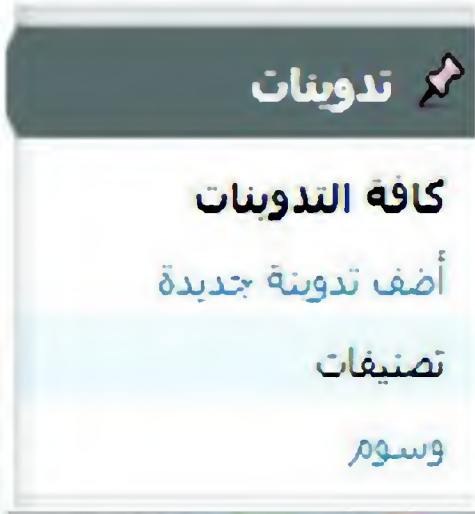 تدوينات
كافة التدوينات
أضف تدوينة جديدة
تصنيفات
وسوم